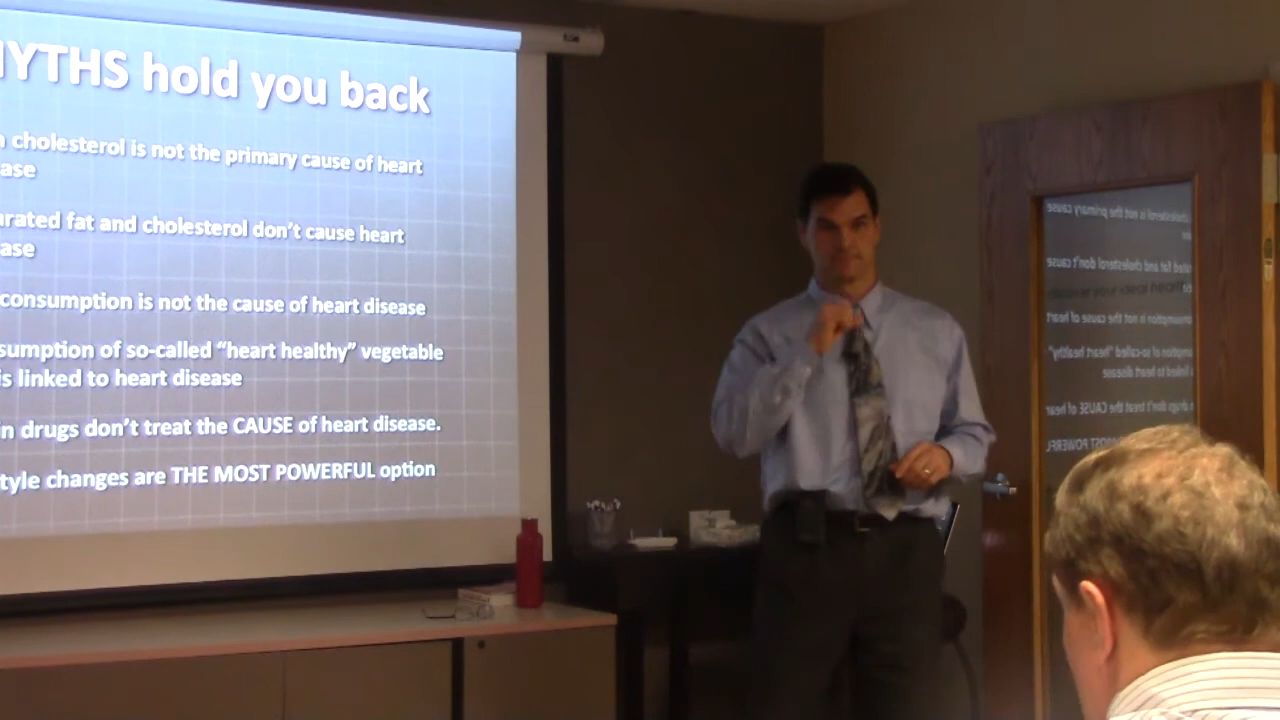 MYTHS hold you back
cholesterol is not the primary cause of heart
ase
urated fat and cholesterol don't cause heart
ase
consumption is not the cause of heart disease
sumption of so-called "heart healthy" vegetable
is linked to heart disease
in drugs don't treat the CAUSE of heart disease.
tyle changes are THE MOST POWERFUL option